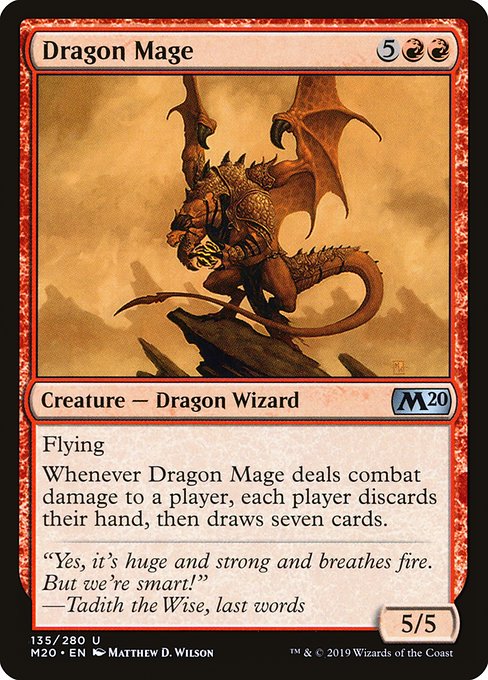 Dragon Mage 5
Creature — Dragon Wizard M20
Flying
Whenever Dragon Mage deals combat
damage to a player, each player discards
their hand, then draws seven cards.
“Yes, it’s huge and strong and breathes fire.
But we’re smart!”
—Tadith the Wise, last words
5/5
135/280 U
M20 • EN Matthew D. Wilson ™ & © 2019 Wizards of the Coast